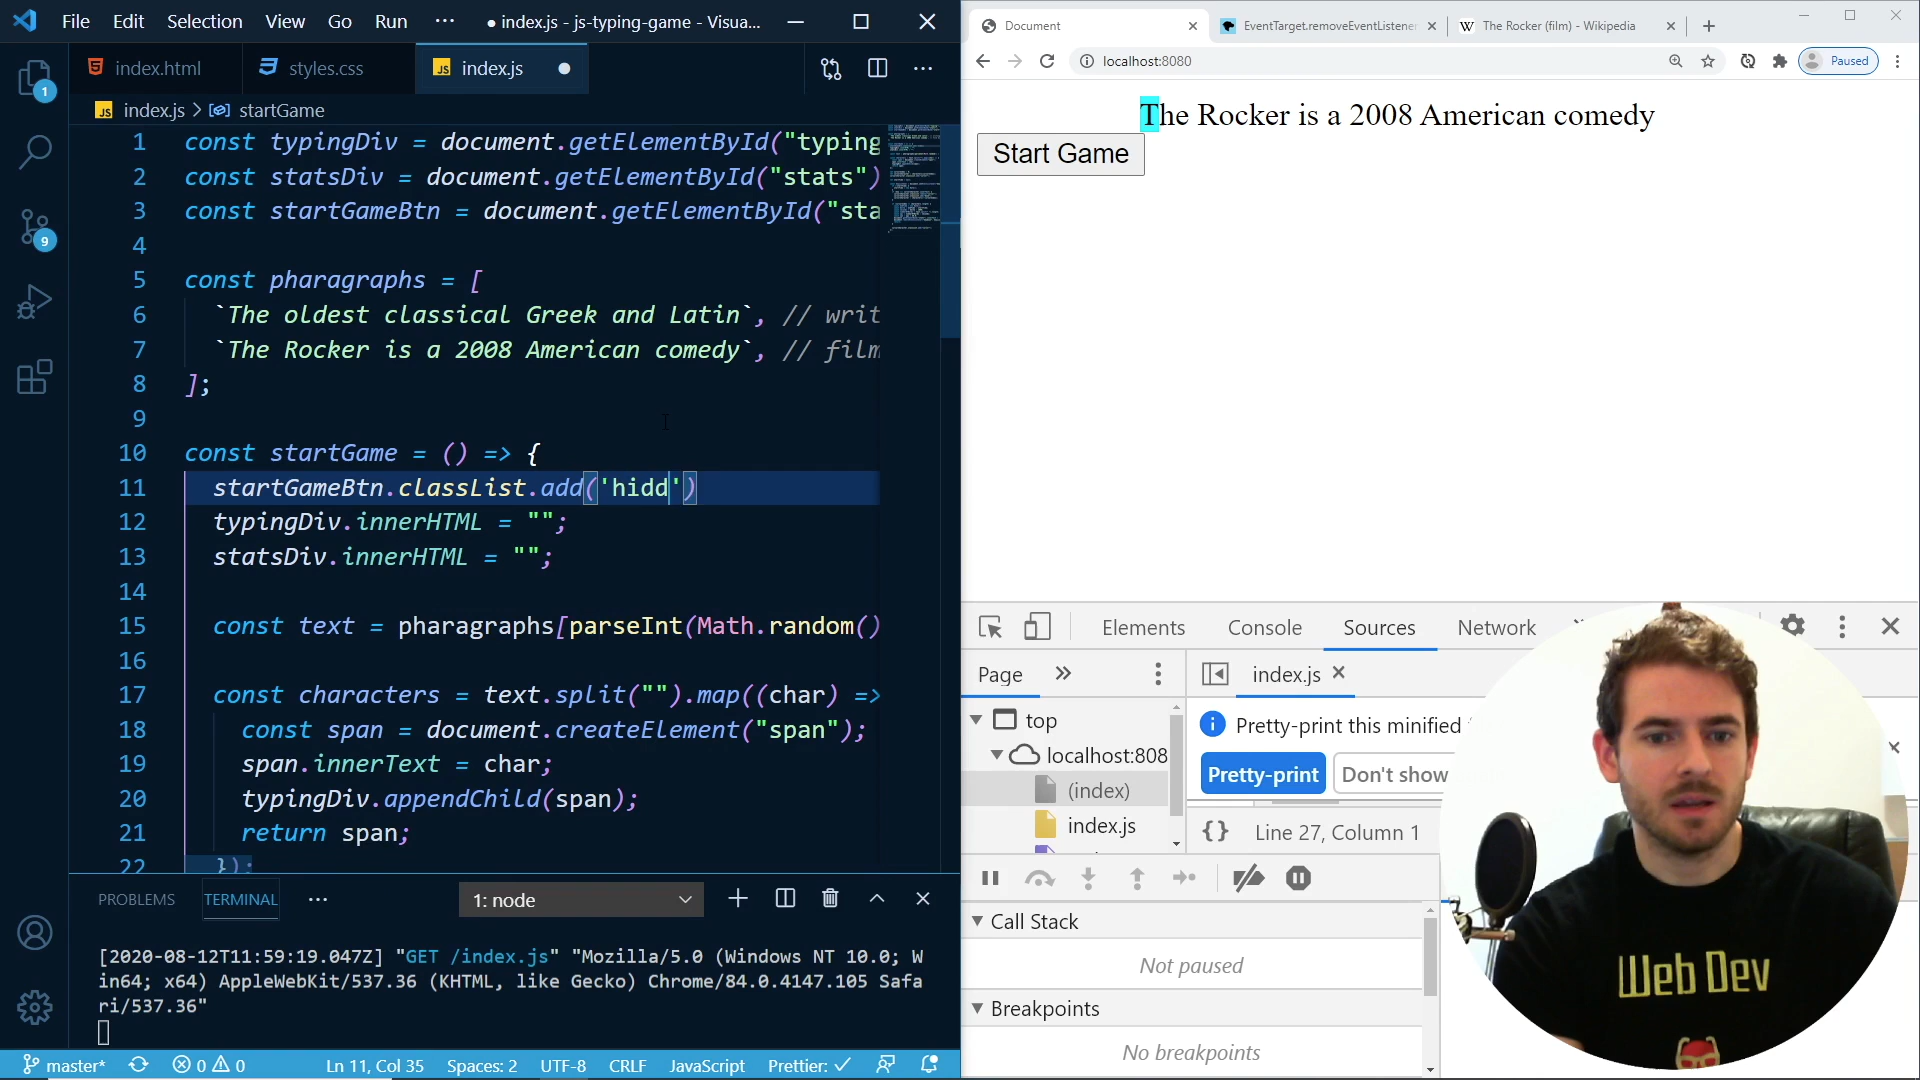 File Edit Selection View Go Run ··· ● index.js - js-typing-game - Visua...
index.html styles.css index.js
index.js > startGame
1 const typingDiv = document.getElementById("typing
2 const statsDiv = document.getElementById("stats")
3 const startGameBtn = document.getElementById("sta
4
5 const pharagraphs = [
6 `The oldest classical Greek and Latin`, // writ
7 `The Rocker is a 2008 American comedy`, // film
8 ];
9
10 const startGame = () => {
11 startGameBtn.classList.add('hidd')
12 typingDiv.innerHTML = "";
13 statsDiv.innerHTML = "";
14
15 const text = pharagraphs[parseInt(Math.random()
16
17 const characters = text.split("").map((char) =>
18 const span = document.createElement("span");
19 span.innerText = char;
20 typingDiv.appendChild(span);
21 return span;
22 });
PROBLEMS TERMINAL ··· 1: node
[2020-08-12T11:59:19.047Z] "GET /index.js" "Mozilla/5.0 (Windows NT 10.0; W
in64; x64) AppleWebKit/537.36 (KHTML, like Gecko) Chrome/84.0.4147.105 Safa
ri/537.36"
master* 0 0 Ln 11, Col 35 Spaces: 2 UTF-8 CRLF JavaScript Prettier: ✓
1
9
Document EventTarget.removeEventListener The Rocker (film) - Wikipedia
localhost:8080 Paused
The Rocker is a 2008 American comedy
Start Game
Elements Console Sources Network
Page » index.js
top
localhost:808
(index)
index.js
Pretty-print this minified
Pretty-print Don't show
{} Line 27, Column 1
Call Stack
Not paused
Breakpoints
No breakpoints
Web Dev